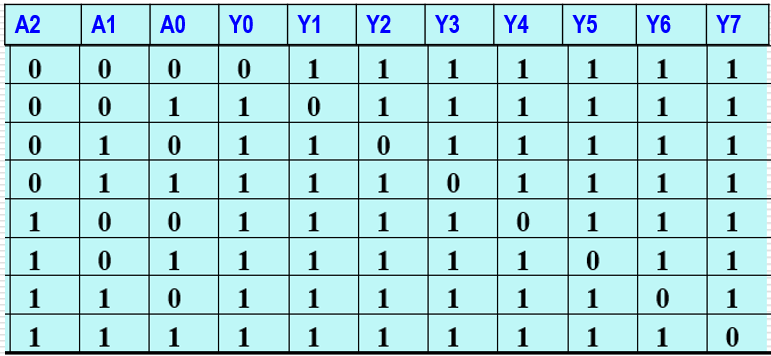 A2 A1 A0 Y0 Y1 Y2 Y3 Y4 Y5 Y6 Y7
0 0 0 0 1 1 1 1 1 1 1
0 0 1 1 0 1 1 1 1 1 1
0 1 0 1 1 0 1 1 1 1 1
0 1 1 1 1 1 0 1 1 1 1
1 0 0 1 1 1 1 0 1 1 1
1 0 1 1 1 1 1 1 0 1 1
1 1 0 1 1 1 1 1 1 0 1
1 1 1 1 1 1 1 1 1 1 0